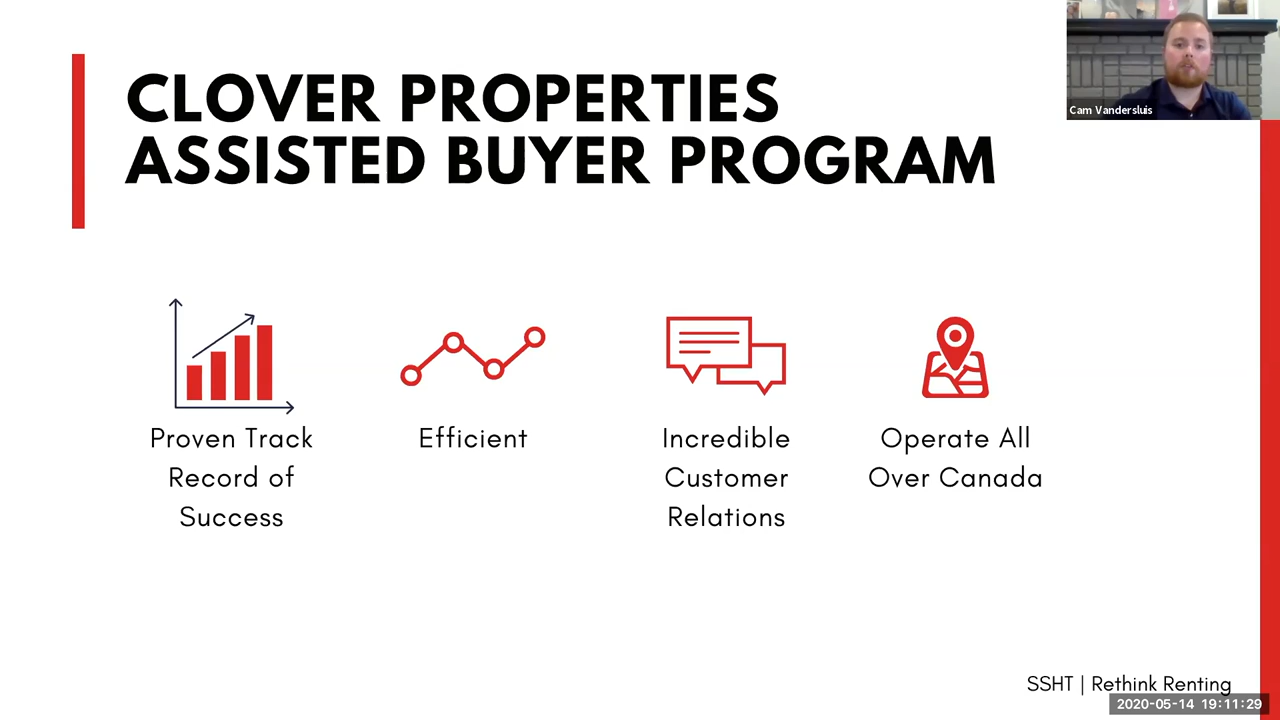 CLOVER PROPERTIES
ASSISTED BUYER PROGRAM
Cam Vandersluis
Proven Track
Record of
Success
Efficient
Incredible
Customer
Relations
Operate All
Over Canada
SSHT | Rethink Renting
2020-05-14 19:11:29